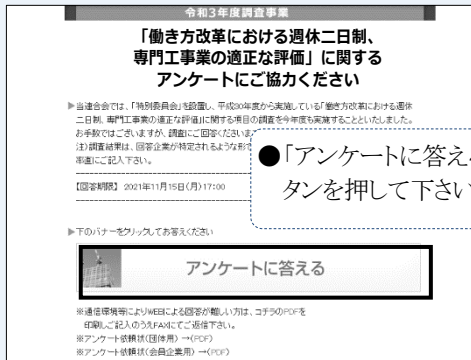 令和3年度調査事業
「働き方改革における週休二日制、
専門工事業の適正な評価」に関する
アンケートにご協力ください
▶当連合会では、「特別委員会」を設置し、平成30年度から実施している「働き方改革における週休
二日制、専門工事業の適正な評価」に関する項目の調査を今年度も実施することといたしました。
お手数ではございますが、調査にご回答くださいま
注)調査結果は、回答企業が特定されるような形で
率直にご記入下さい。
【回答期限】 2021年11月15日(月)17:00
●「アンケートに答え
タンを押して下さい
▶下のバナーをクリックしてお答えください
アンケートに答える
※通信環境等によりWEBによる回答が難しい方は、コチラのPDFを
印刷しご記入のうえFAXにてご返信下さい。
※アンケート依頼状(団体用) →(PDF)
※アンケート依頼状(会員企業用) →(PDF)